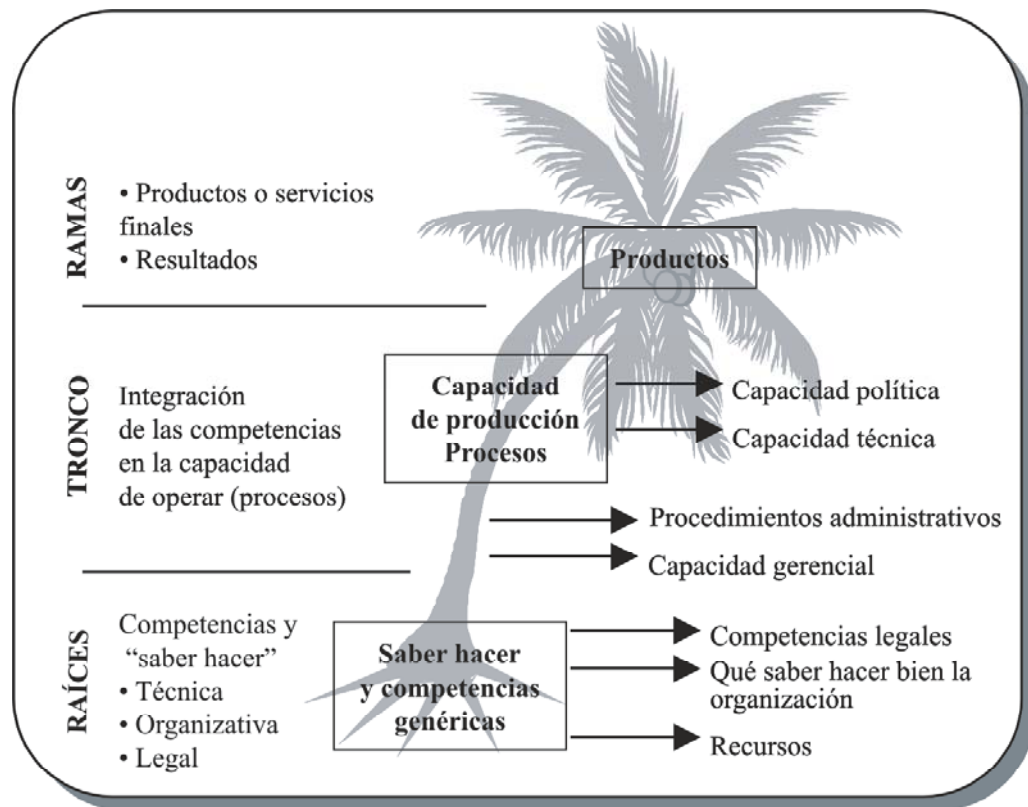 RAMAS
• Productos o servicios
finales
• Resultados
Productos
TRONCO
Integración
de las competencias
en la capacidad
de operar (procesos)
Capacidad
de producción
Procesos
Capacidad política
Capacidad técnica
Procedimientos administrativos
Capacidad gerencial
RAÍCES
Competencias y
“saber hacer”
• Técnica
• Organizativa
• Legal
Saber hacer
y competencias
genéricas
Competencias legales
Qué saber hacer bien la
organización
Recursos